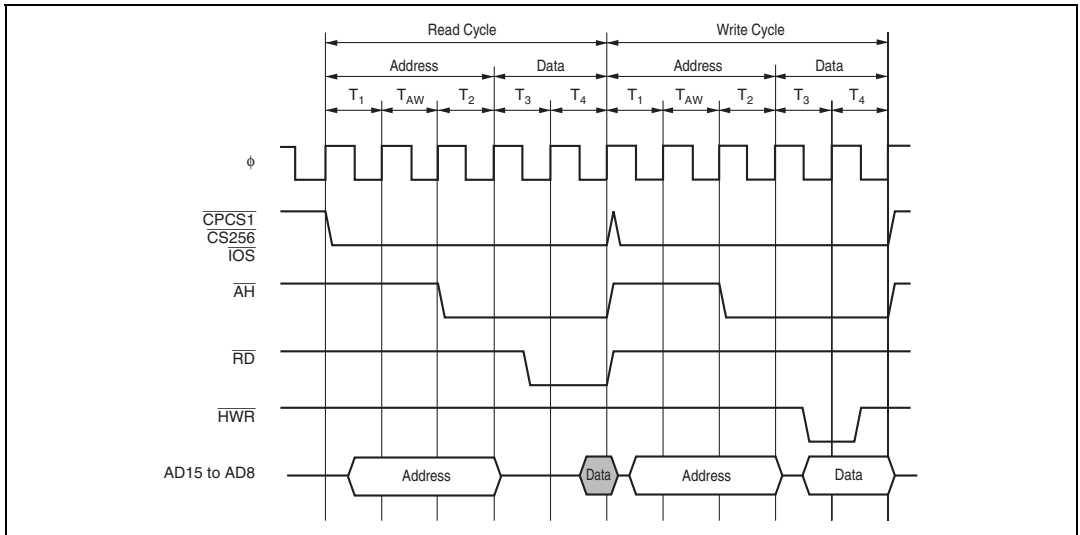 Read Cycle Write Cycle
Address Data Address Data
T1 TAW T2 T3 T4 T1 TAW T2 T3 T4
φ
CPCS1
CS256
IOS
AH
RD
HWR
AD15 to AD8 Address Data Address Data